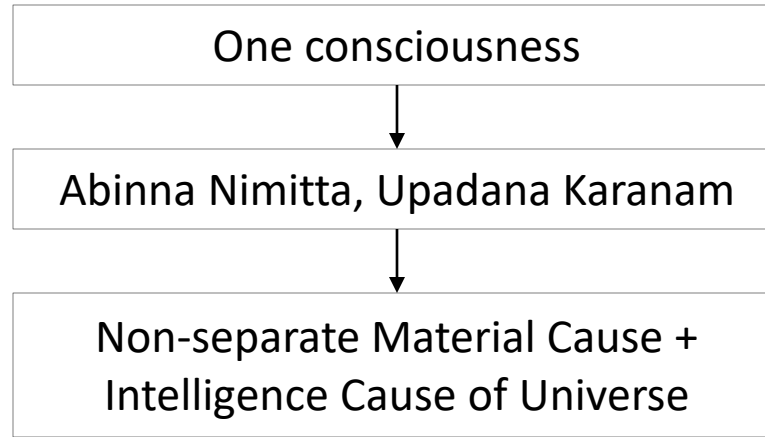 One consciousness
Abinna Nimitta, Upadana Karanam
Non-separate Material Cause +
Intelligence Cause of Universe